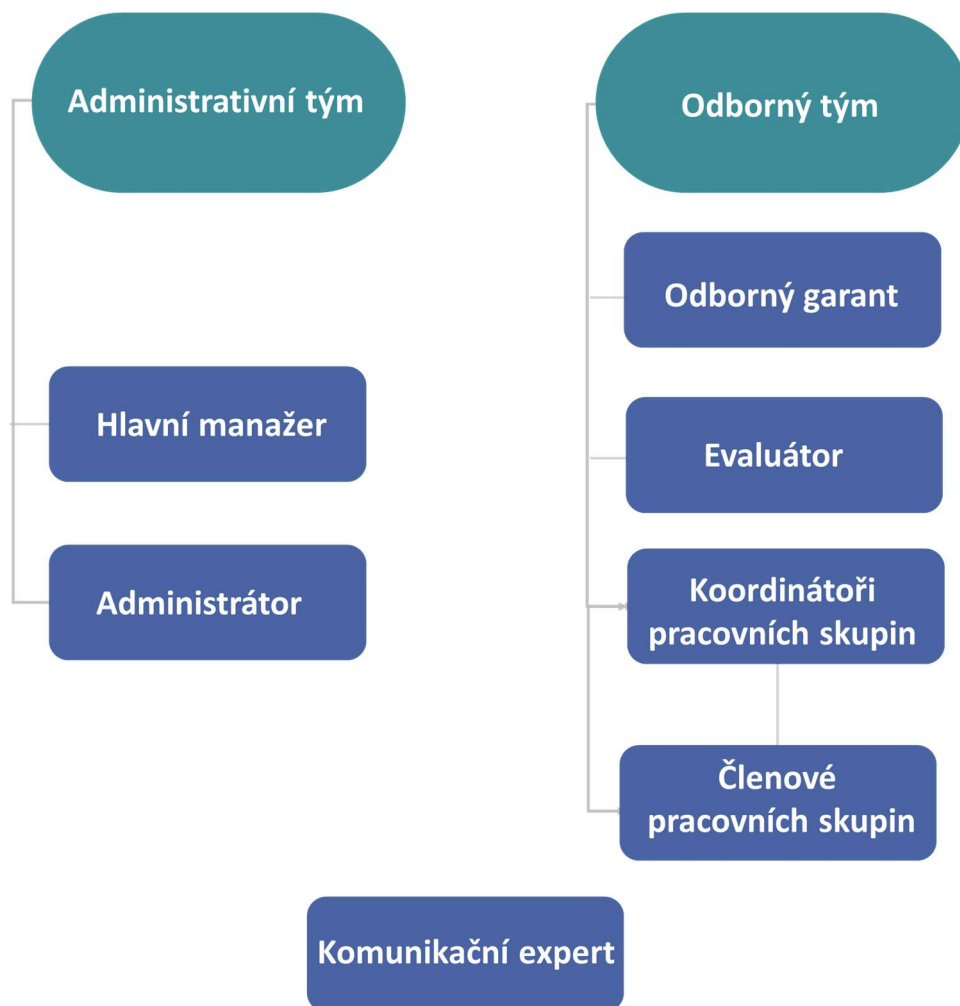 Administrativní tým
Hlavní manažer
Administrátor
Odborný tým
Odborný garant
Evaluátor
Koordinátoři
pracovních skupin
Členové
pracovních skupin
Komunikační expert